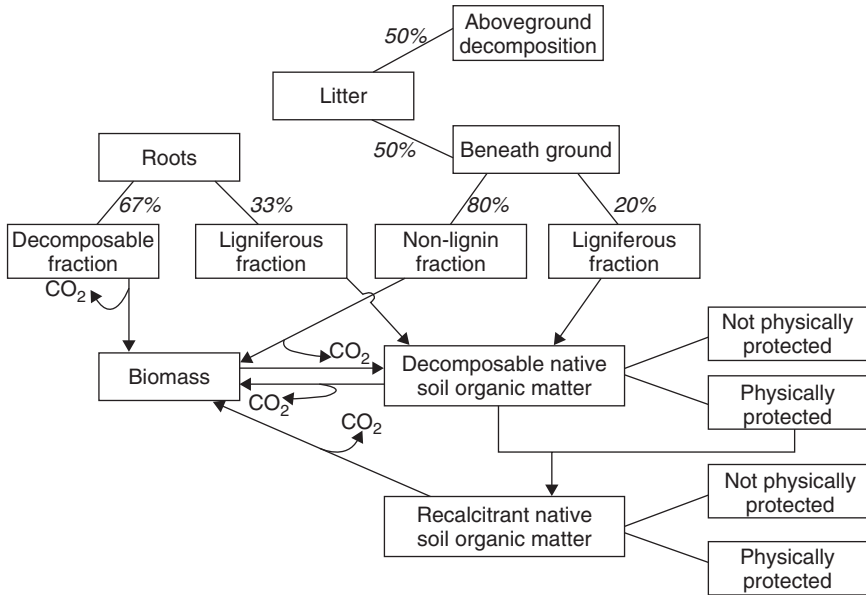 50%
Aboveground
decomposition
Litter
50%
Beneath ground
Roots
67%
33%
80%
20%
Decomposable
fraction
Ligniferous
fraction
Non-lignin
fraction
Ligniferous
fraction
CO2
Biomass
CO2
CO2
Decomposable native
soil organic matter
Not physically
protected
Physically
protected
CO2
Recalcitrant native
soil organic matter
Not physically
protected
Physically
protected